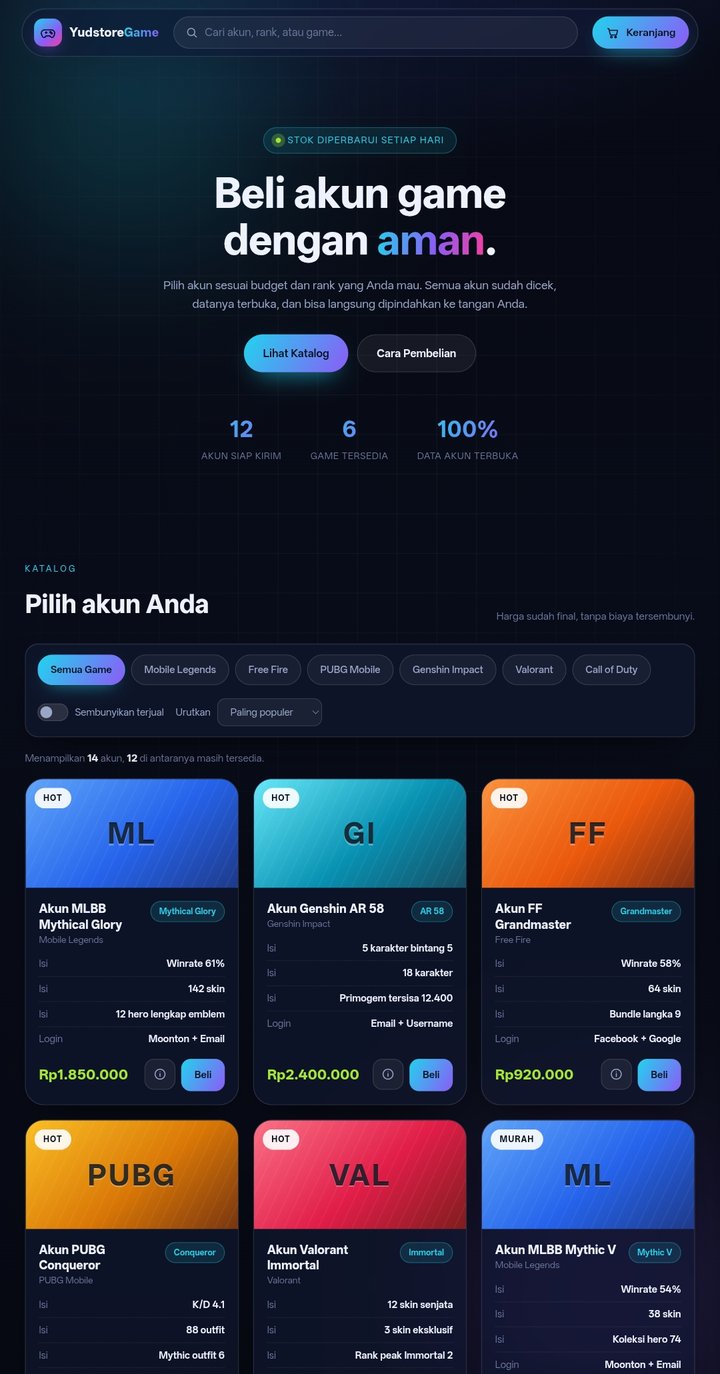 YudstoreGame
Cari akun, rank, atau game...
Keranjang
STOK DIPERBARUI SETIAP HARI
Beli akun game
dengan aman.
Pilih akun sesuai budget dan rank yang Anda mau. Semua akun sudah dicek,
datanya terbuka, dan bisa langsung dipindahkan ke tangan Anda.
Lihat Katalog
Cara Pembelian
12
AKUN SIAP KIRIM
6
GAME TERSEDIA
100%
DATA AKUN TERBUKA
KATALOG
Pilih akun Anda
Harga sudah final, tanpa biaya tersembunyi.
Semua Game
Mobile Legends
Free Fire
PUBG Mobile
Genshin Impact
Valorant
Call of Duty
Sembunyikan terjual
Urutkan
Paling populer
Menampilkan 14 akun, 12 di antaranya masih tersedia.
HOT
ML
Akun MLBB
Mythical Glory
Mythical Glory
Mobile Legends
Isi Winrate 61%
Isi 142 skin
Isi 12 hero lengkap emblem
Login Moonton + Email
Rp1.850.000
Beli
HOT
GI
Akun Genshin AR 58
AR 58
Genshin Impact
Isi 5 karakter bintang 5
Isi 18 karakter
Isi Primogem tersisa 12.400
Login Email + Username
Rp2.400.000
Beli
HOT
FF
Akun FF
Grandmaster
Grandmaster
Free Fire
Isi Winrate 58%
Isi 64 skin
Isi Bundle langka 9
Login Facebook + Google
Rp920.000
Beli
HOT
PUBG
Akun PUBG
Conqueror
Conqueror
PUBG Mobile
Isi K/D 4.1
Isi 88 outfit
Isi Mythic outfit 6
HOT
VAL
Akun Valorant
Immortal
Immortal
Valorant
Isi 12 skin senjata
Isi 3 skin eksklusif
Isi Rank peak Immortal 2
MURAH
ML
Akun MLBB Mythic V
Mythic V
Mobile Legends
Isi Winrate 54%
Isi 38 skin
Isi Koleksi hero 74
Login Moonton + Email